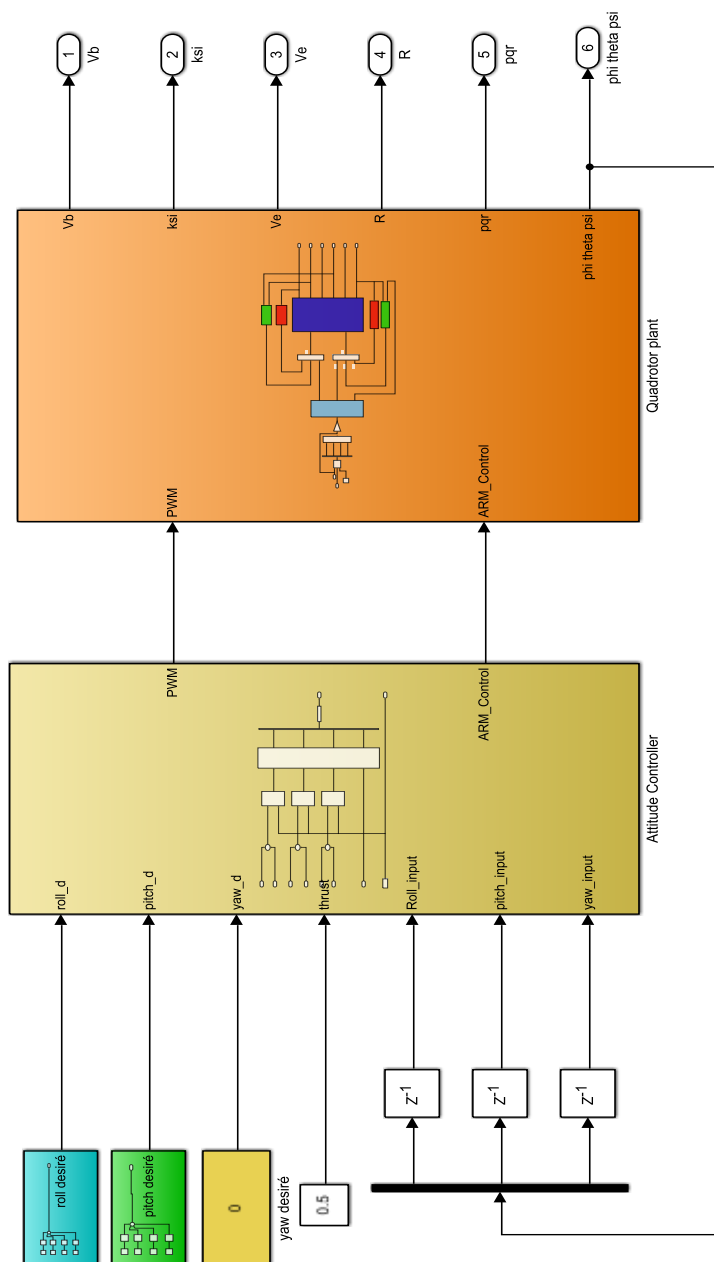 roll desiré
pitch desiré
0
yaw desiré
0.5
Z-1
Z-1
Z-1
roll_d
pitch_d
yaw_d
thrust
Roll_input
pitch_input
yaw_input
PWM
ARM_Control
Attitude Controller
PWM
ARM_Control
Vb
ksi
Ve
R
pqr
phi theta psi
Quadrotor plant
1
Vb
2
ksi
3
Ve
4
R
5
pqr
6
phi theta psi